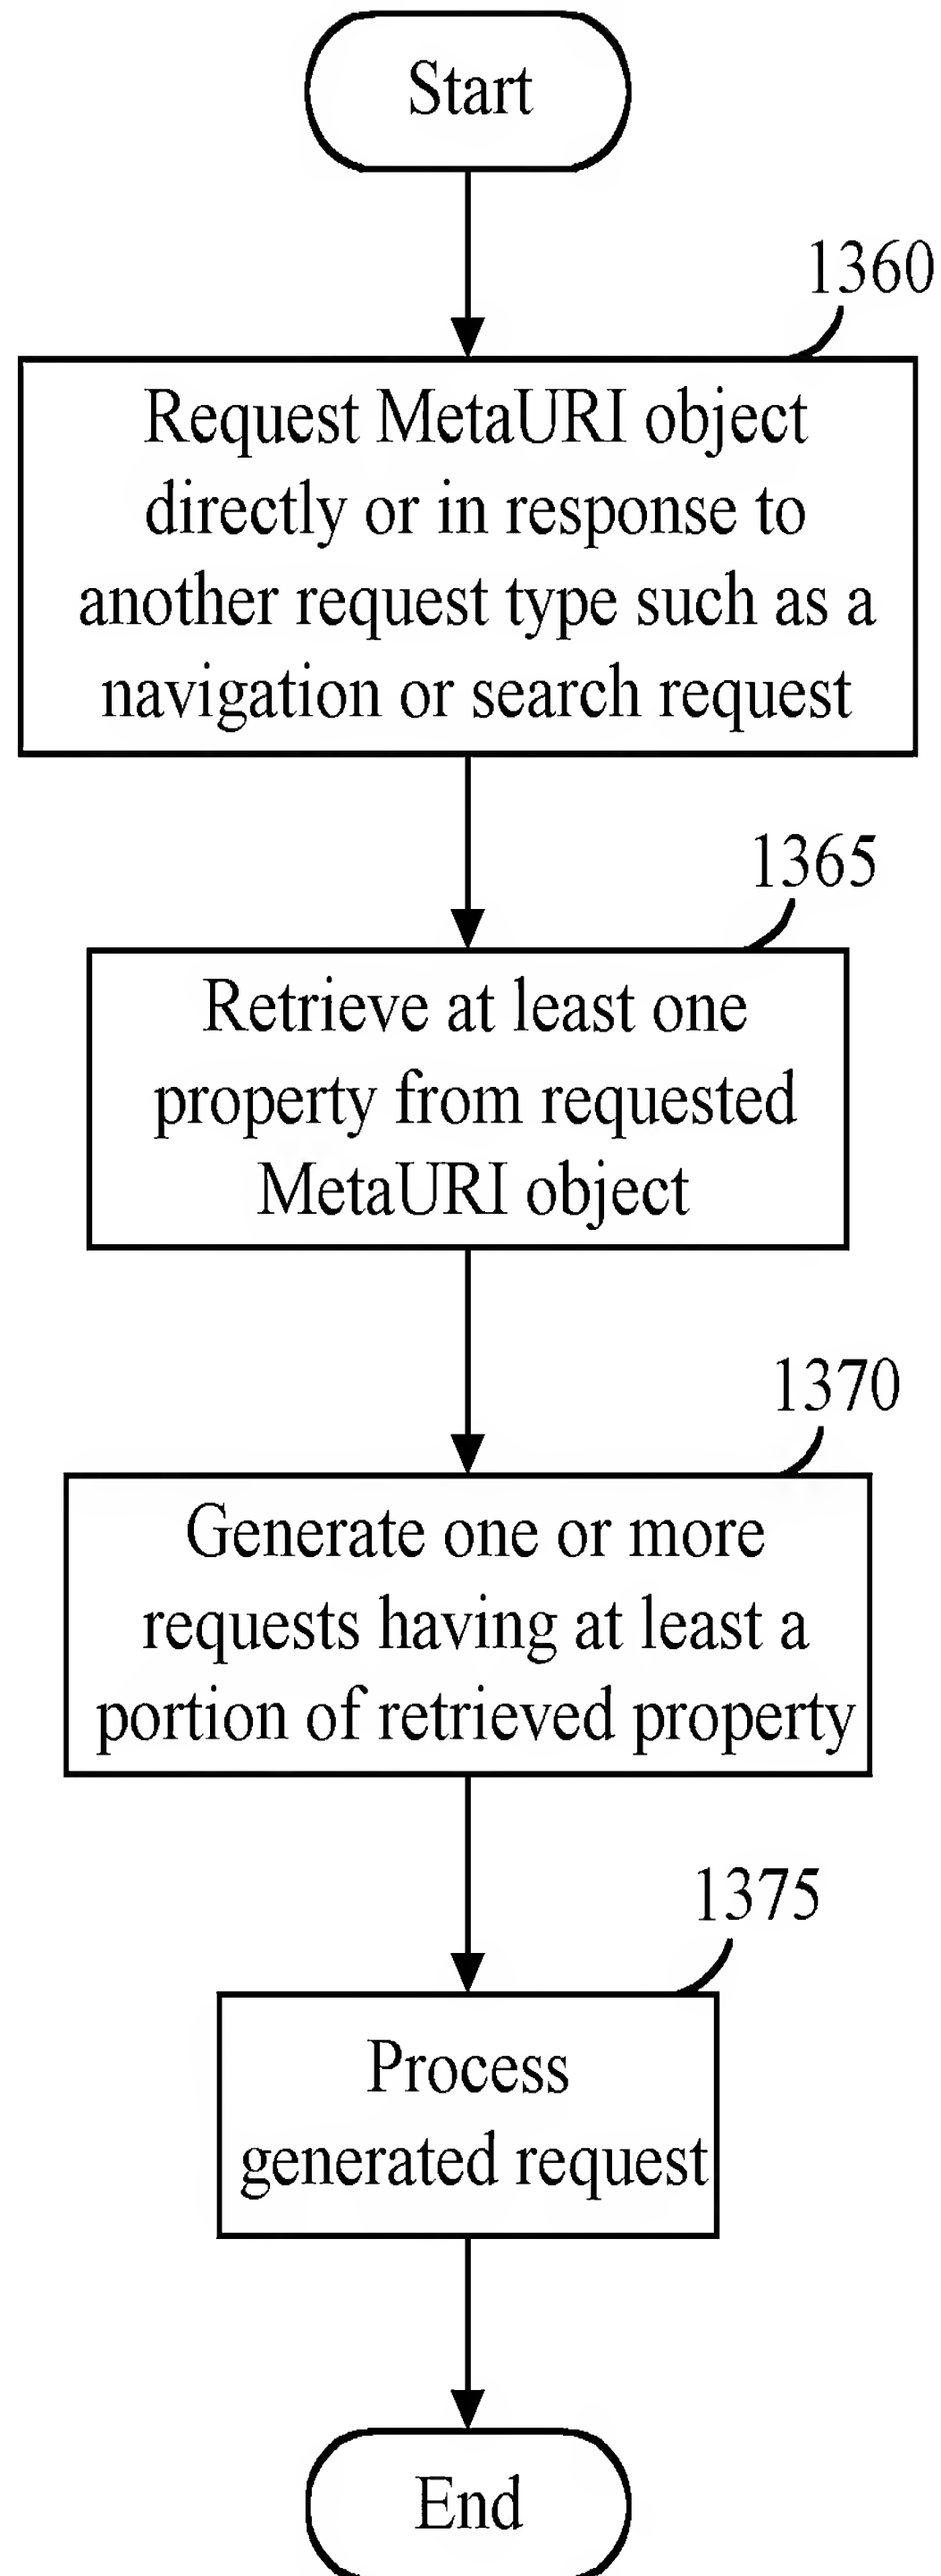 Start
1360
Request MetaURI object
directly or in response to
another request type such as a
navigation or search request
1365
Retrieve at least one
property from requested
MetaURI object
1370
Generate one or more
requests having at least a
portion of retrieved property
1375
Process
generated request
End